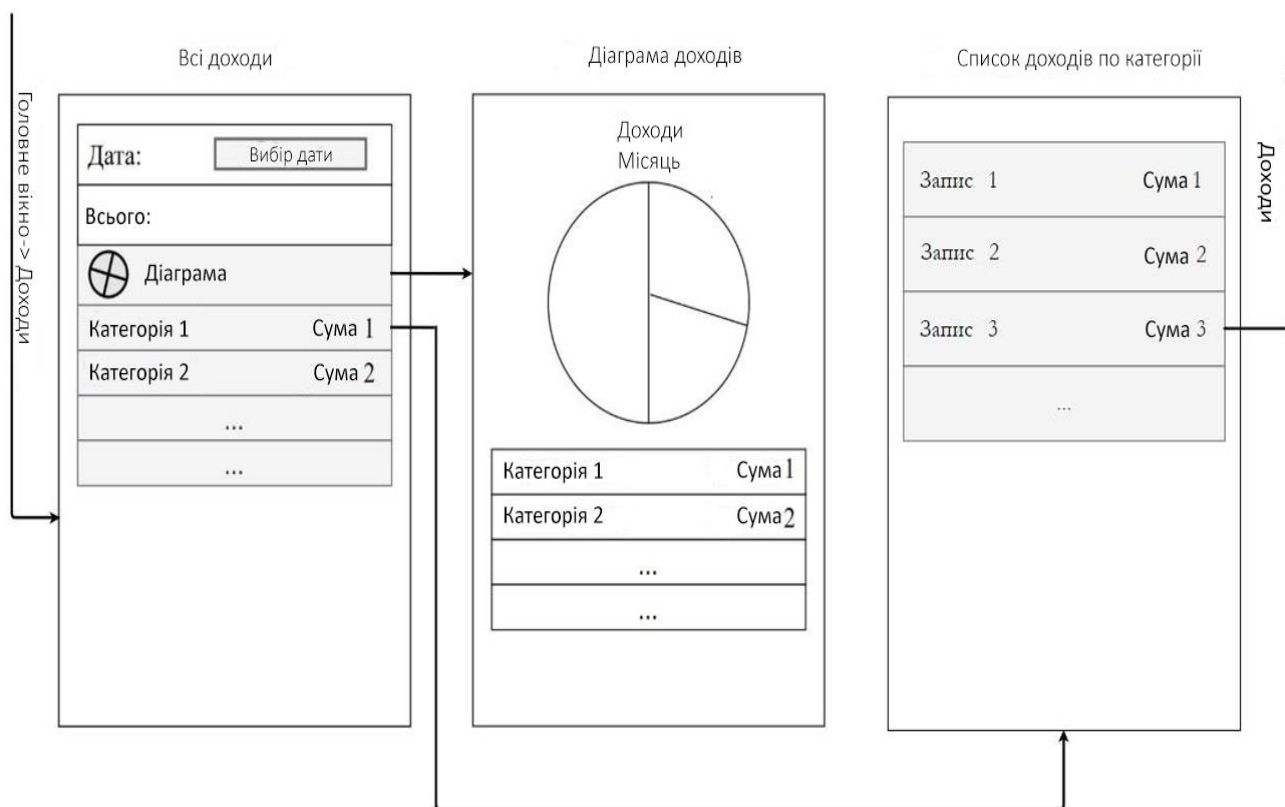 Всі доходи
Діаграма доходів
Список доходів по категорії
Головне вікно-> Доходи
Дата:
Вибір дати
Всього:
Діаграма
Категорія 1 Сума 1
Категорія 2 Сума 2
...
...
Доходи
Місяць
Категорія 1 Сума 1
Категорія 2 Сума 2
...
...
Запис 1 Сума 1
Запис 2 Сума 2
Запис 3 Сума 3
...
Доходи